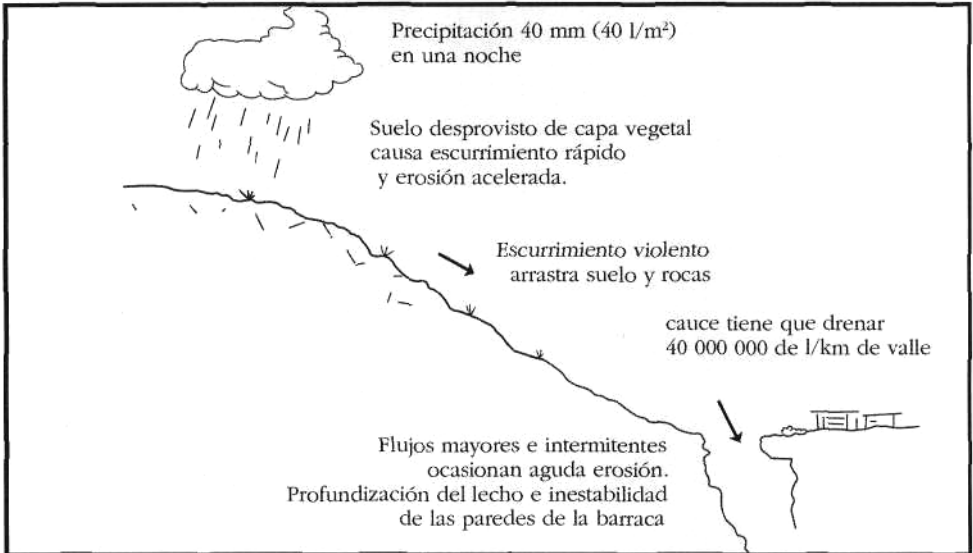 Precipitación 40 mm (40 l/m²)
en una noche
Suelo desprovisto de capa vegetal
causa escurrimiento rápido
y erosión acelerada.
Escurrimiento violento
arrastra suelo y rocas
cauce tiene que drenar
40 000 000 de l/km de valle
Flujos mayores e intermitentes
ocasionan aguda erosión.
Profundización del lecho e inestabilidad
de las paredes de la barraca